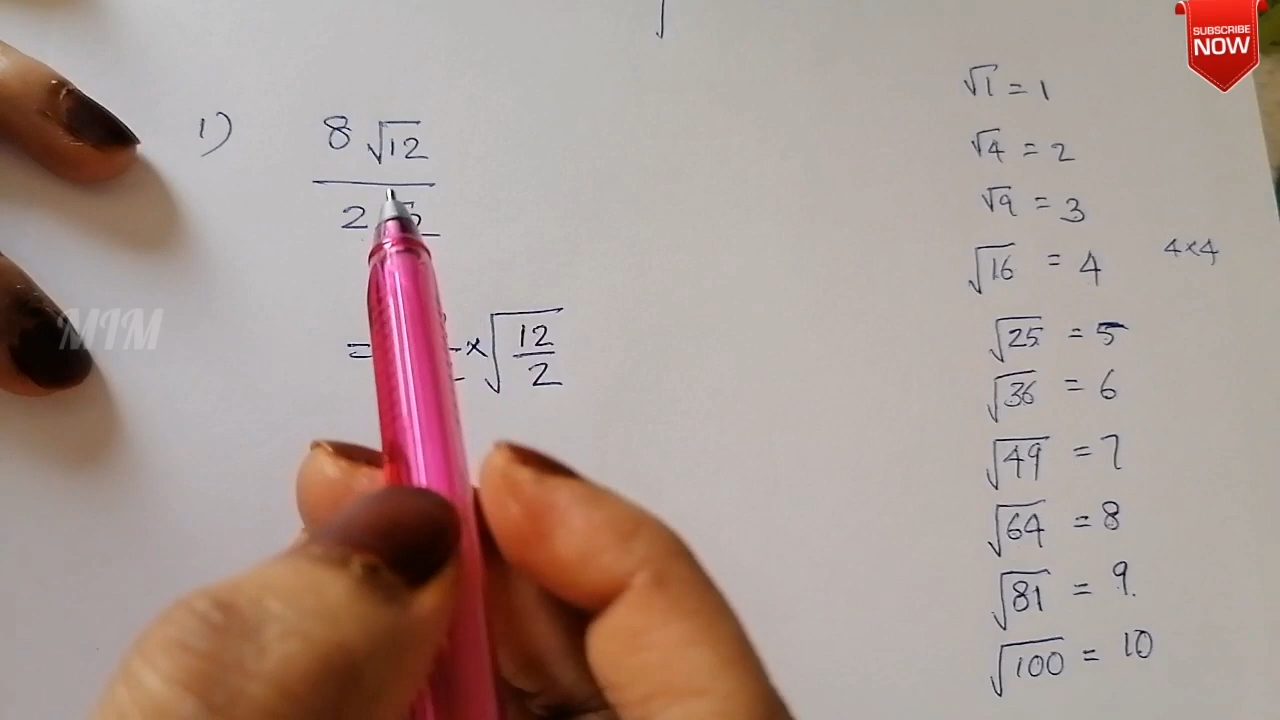 SUBSCRIBE
NOW
1) 8 √12
2
= × √12/2
MIM
√1 = 1
√4 = 2
√9 = 3
√16 = 4 4×4
√25 = 5
√36 = 6
√49 = 7
√64 = 8
√81 = 9
√100 = 10